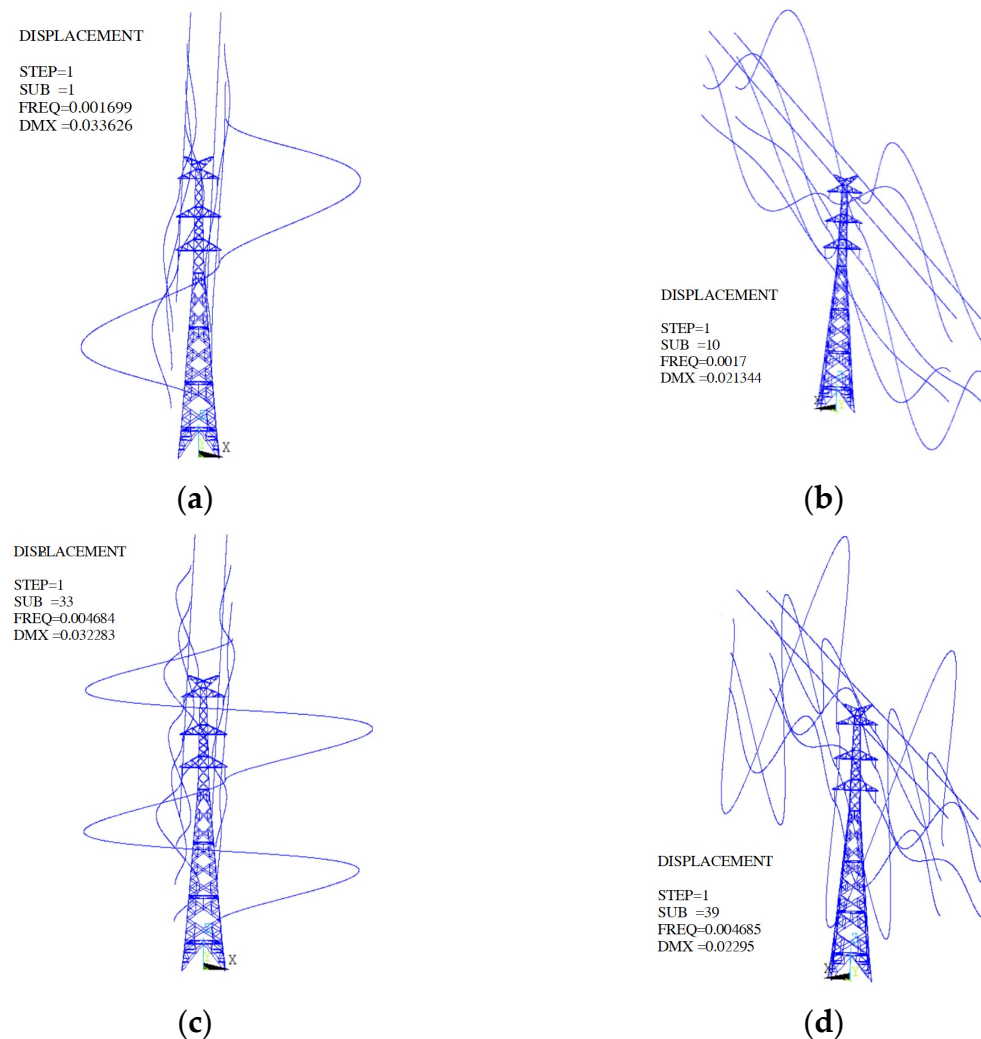 DISPLACEMENT
STEP=1
SUB =1
FREQ=0.001699
DMX =0.033626
X
(a)
DISPLACEMENT
STEP=1
SUB =10
FREQ=0.0017
DMX =0.021344
X
(b)
DISPLACEMENT
STEP=1
SUB =33
FREQ=0.004684
DMX =0.032283
X
(c)
DISPLACEMENT
STEP=1
SUB =39
FREQ=0.004685
DMX =0.02295
X
(d)